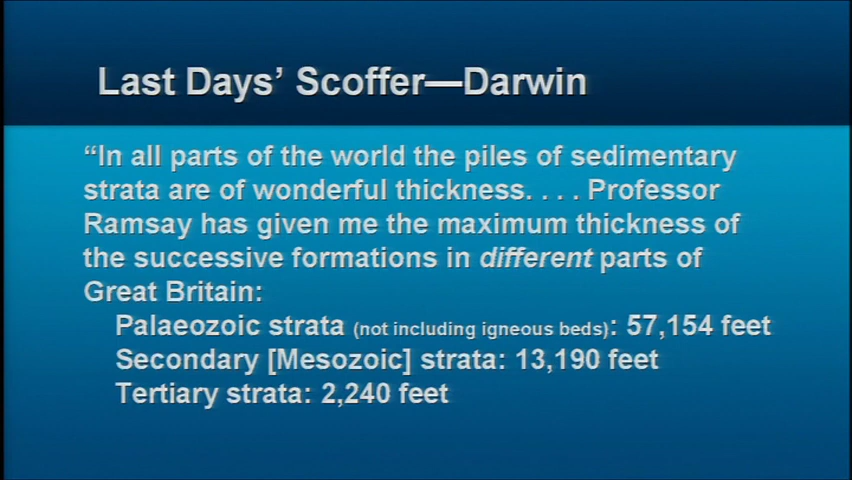 Last Days’ Scoffer—Darwin
“In all parts of the world the piles of sedimentary
strata are of wonderful thickness. . . . Professor
Ramsay has given me the maximum thickness of
the successive formations in different parts of
Great Britain:
Palaeozoic strata (not including igneous beds): 57,154 feet
Secondary [Mesozoic] strata: 13,190 feet
Tertiary strata: 2,240 feet